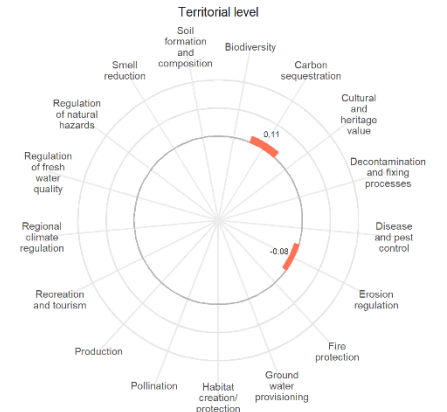 Territorial level
Soil
formation
and
composition
Biodiversity
Carbon
sequestration
Cultural
and
heritage
value
Decontamination
and fixing
processes
Disease
and pest
control
Erosion
regulation
Fire
protection
Ground
water
provisioning
Habitat
creation/
protection
Pollination
Production
Recreation
and tourism
Regional
climate
regulation
Regulation
of fresh
water
quality
Regulation
of natural
hazards
Smell
reduction
0.11
-0.08